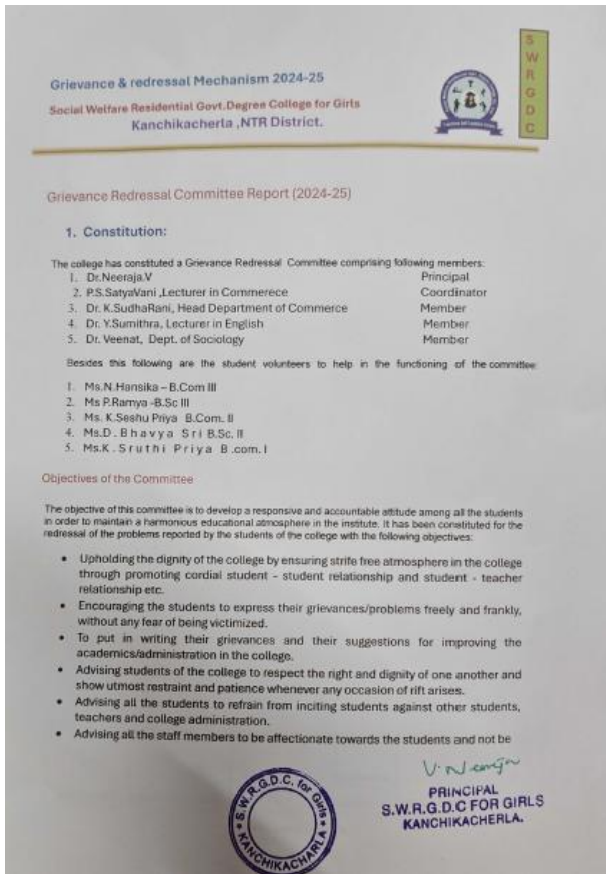 Grievance & redressal Mechanism 2024-25
Social Welfare Residential Govt.Degree College for Girls
Kanchikacherla ,NTR District.
S
W
R
G
D
C
Grievance Redressal Committee Report (2024-25)
1. Constitution:
The college has constituted a Grievance Redressal Committee comprising following members:
1. Dr.Neeraja.V Principal
2. P.S.SatyaVani ,Lecturer in Commerece Coordinator
3. Dr. K.SudhaRani, Head Department of Commerce Member
4. Dr. Y.Sumithra, Lecturer in English Member
5. Dr. Veenat, Dept. of Sociology Member
Besides this following are the student volunteers to help in the functioning of the committee
1. Ms.N.Hansika – B.Com III
2. Ms P.Ramya -B.Sc III
3. Ms. K.Seshu Priya B.Com. II
4. Ms.D . B h a v y a S r i B.Sc. II
5. Ms.K . S r u t h i P r i y a B .com. I
Objectives of the Committee
The objective of this committee is to develop a responsive and accountable attitude among all the students
in order to maintain a harmonious educational atmosphere in the institute. It has been constituted for the
redressal of the problems reported by the students of the college with the following objectives:
• Upholding the dignity of the college by ensuring strife free atmosphere in the college
through promoting cordial student - student relationship and student - teacher
relationship etc.
• Encouraging the students to express their grievances/problems freely and frankly,
without any fear of being victimized.
• To put in writing their grievances and their suggestions for improving the
academics/administration in the college.
• Advising students of the college to respect the right and dignity of one another and
show utmost restraint and patience whenever any occasion of rift arises.
• Advising all the students to refrain from inciting students against other students,
teachers and college administration.
• Advising all the staff members to be affectionate towards the students and not be
V. Neeraja
PRINCIPAL
S.W.R.G.D.C FOR GIRLS
KANCHIKACHERLA.
S.W.R.G.D.C. for Girls
KANCHIKACHARLA